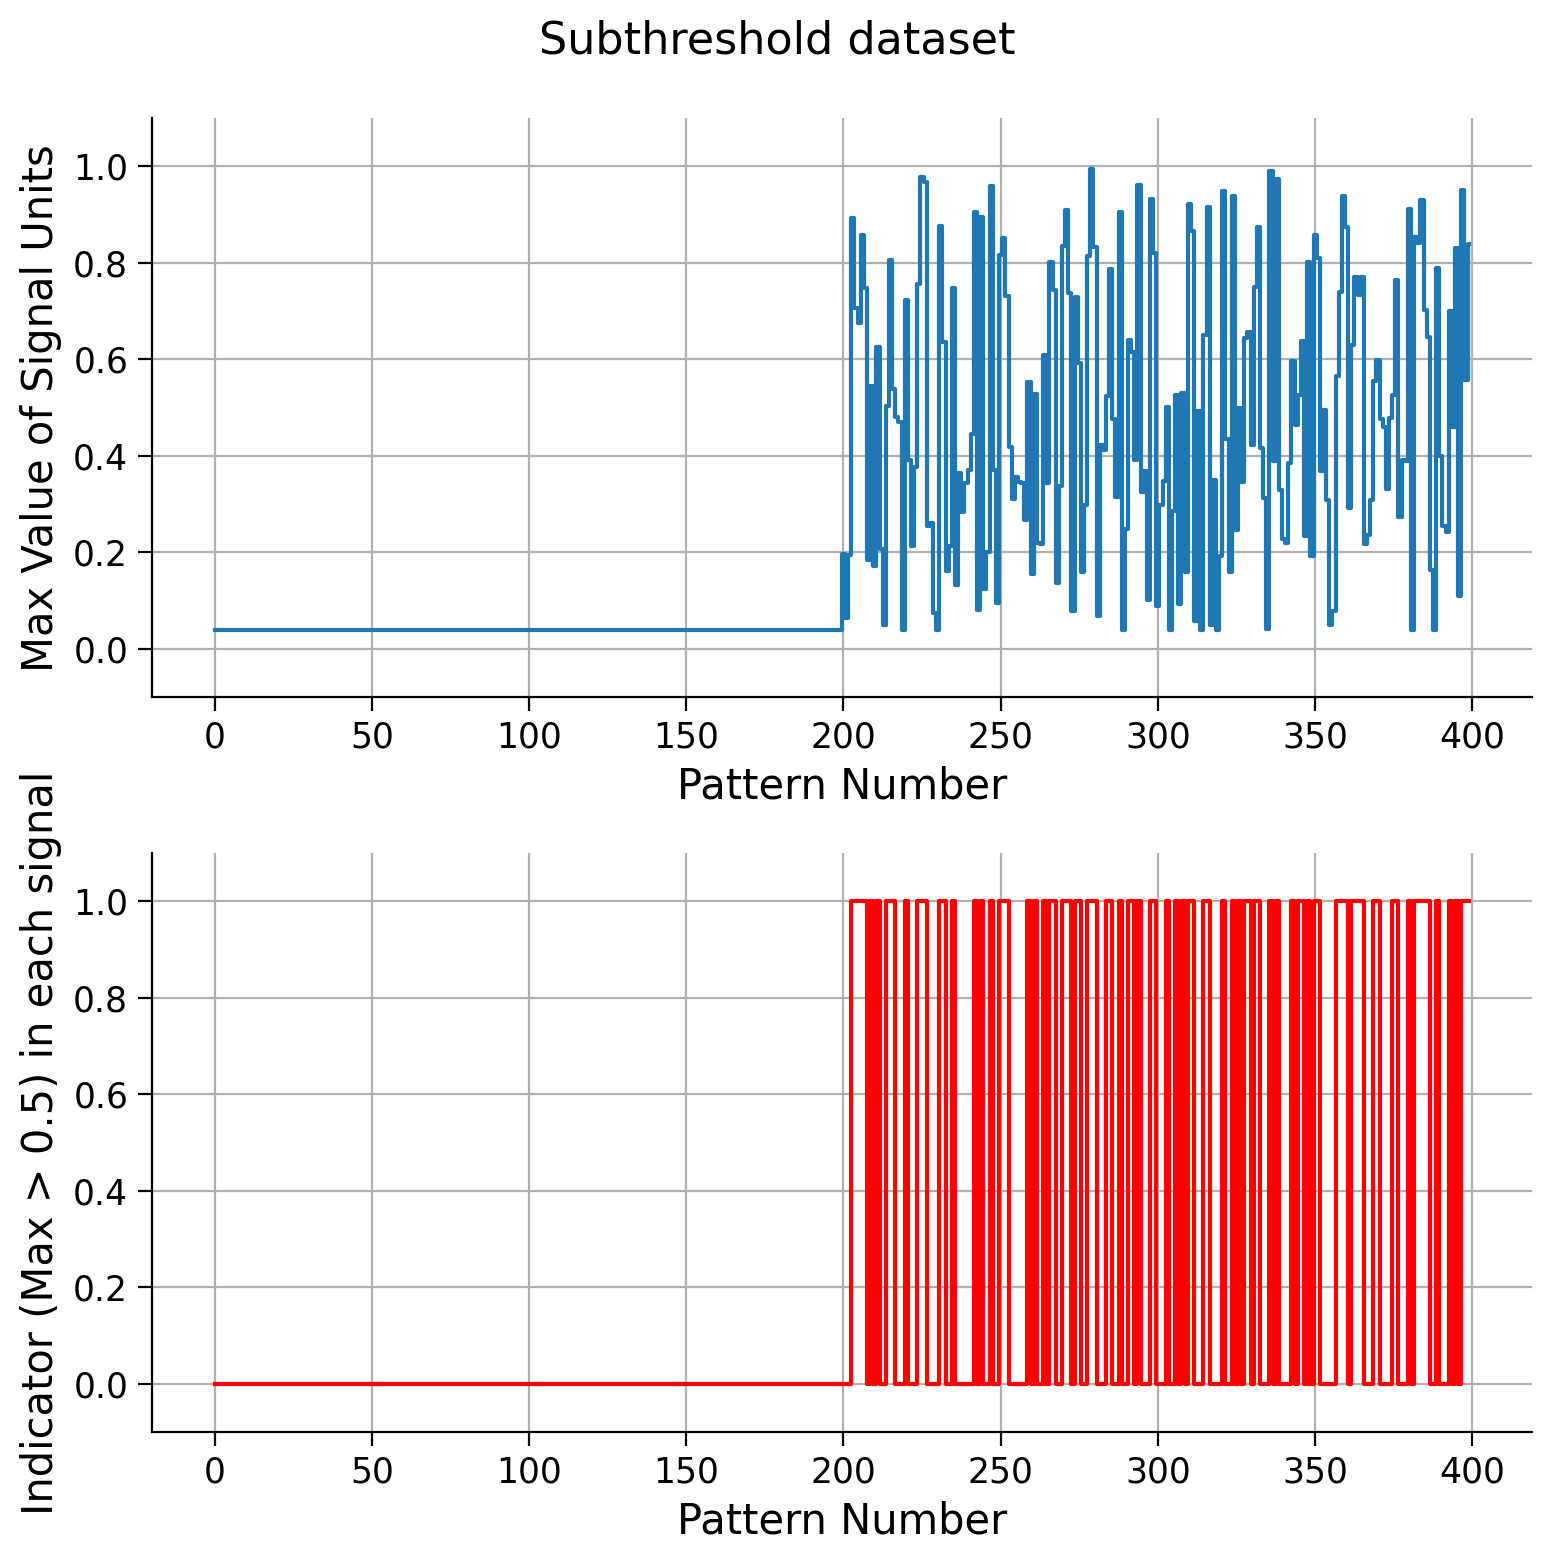 Subthreshold dataset
Max Value of Signal Units
1.0
0.8
0.6
0.4
0.2
0.0
0 50 100 150 200 250 300 350 400
Pattern Number
Indicator (Max > 0.5) in each signal
1.0
0.8
0.6
0.4
0.2
0.0
0 50 100 150 200 250 300 350 400
Pattern Number